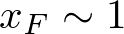 x_F ∼ 1